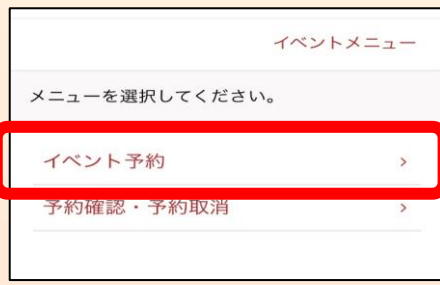 イベントメニュー
メニューを選択してください。
イベント予約 >
予約確認・予約取消 >